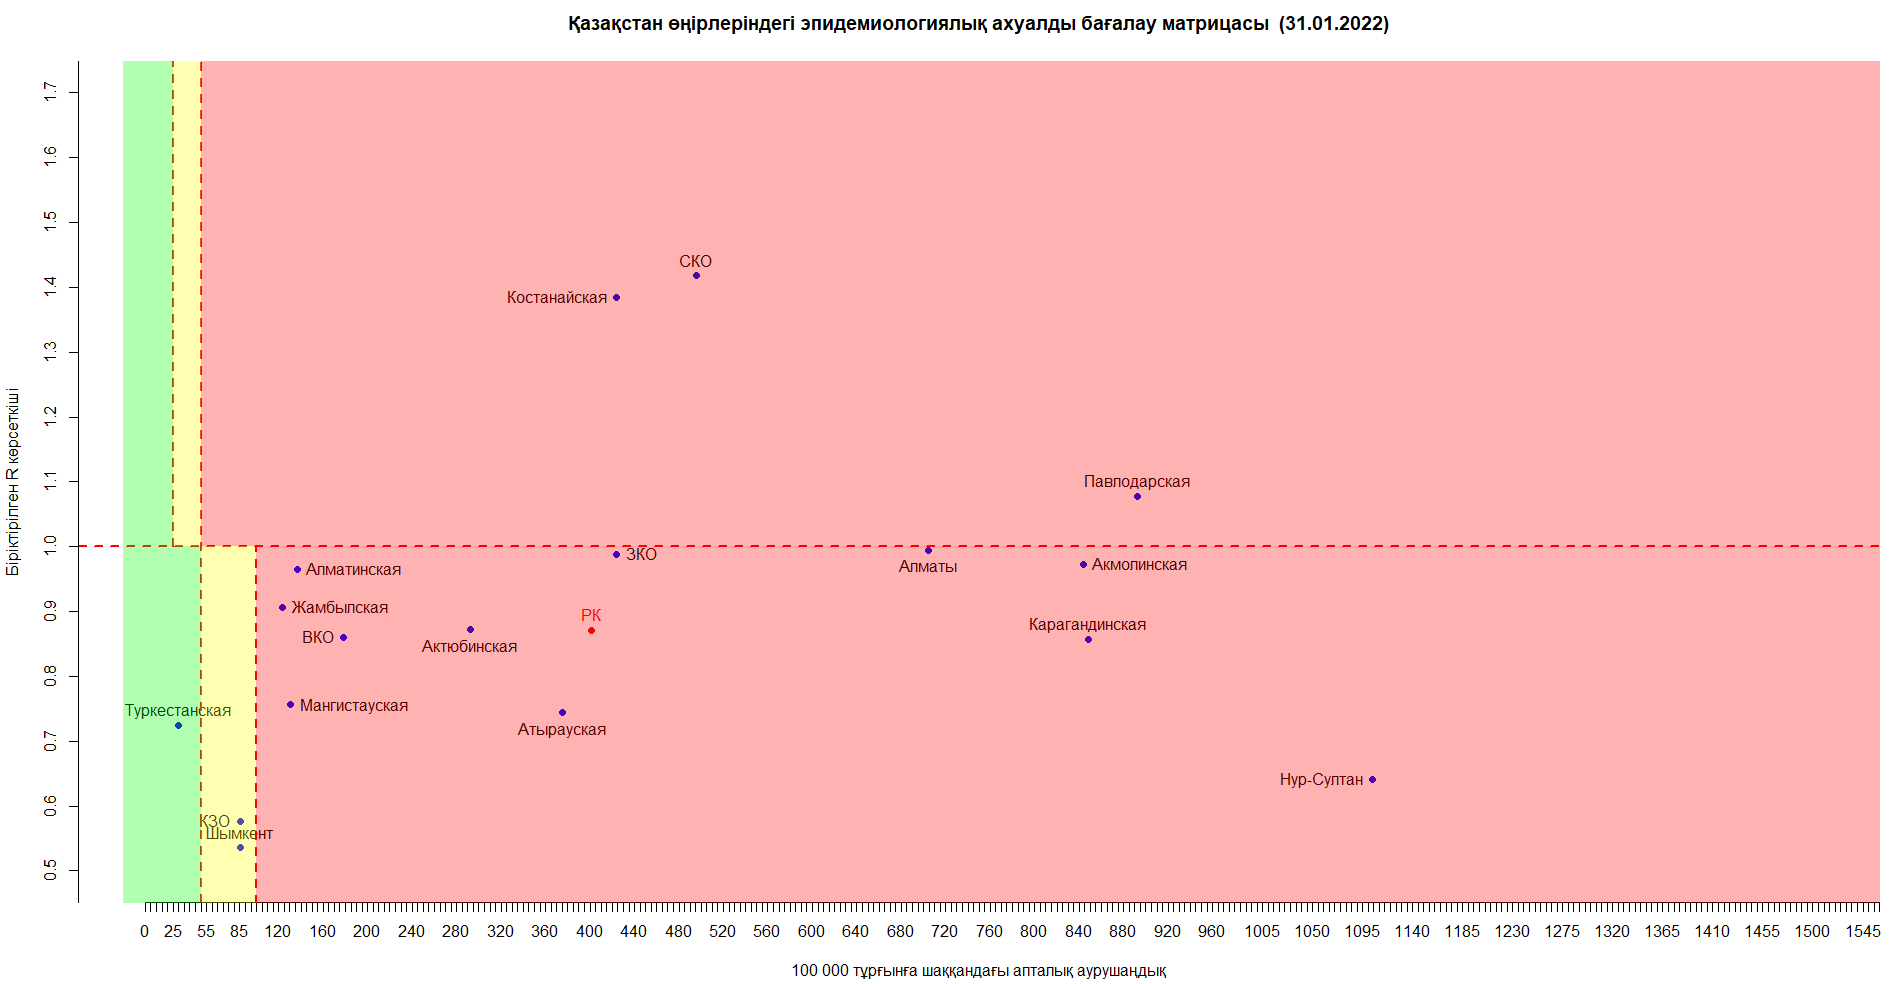 Қазақстан өңірлеріндегі эпидемиологиялық ахуалды бағалау матрицасы (31.01.2022)
Біріктірілген R көрсеткіші
1.7
1.6
1.5
1.4
1.3
1.2
1.1
1.0
0.9
0.8
0.7
0.6
0.5
СКО
Костанайская
Павлодарская
ЗКО
Алматы
Акмолинская
Алматинская
Жамбылская
РК
Карагандинская
ВКО
Актюбинская
Мангистауская
Туркестанская
Атырауская
Нур-Султан
КЗО
Шымкент
0 25 55 85 120 160 200 240 280 320 360 400 440 480 520 560 600 640 680 720 760 800 840 880 920 960 1005 1050 1095 1140 1185 1230 1275 1320 1365 1410 1455 1500 1545
100 000 тұрғынға шаққандағы апталық аурушаңдық